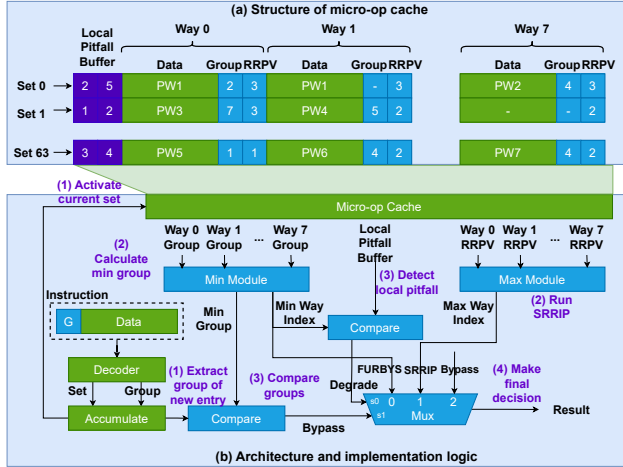 (a) Structure of micro-op cache
Local Pitfall Buffer
Way 0
Way 1
Way 7
Data Group RRPV Data Group RRPV Data Group RRPV
Set 0 2 5 PW1 2 3 PW1 - 3 PW2 4 3
Set 1 1 2 PW3 7 3 PW4 5 2 - - 2
Set 63 3 4 PW5 1 1 PW6 4 2 PW7 4 2
(1) Activate
current set
Micro-op Cache
Way 0 Group
Way 1 Group
...
Way 7 Group
Local
Pitfall
Buffer
Way 0 RRPV
Way 1 RRPV
...
Way 7 RRPV
(2)
Calculate
min group
Min Module
(3) Detect
local pitfall
Max Module
(2) Run
SRRIP
Instruction
G Data
Min
Group
Min Way
Index
Compare
Max Way
Index
Decoder
Set
Group
(1) Extract
group of
new entry
(3) Compare
groups
Degrade
FURBYS
SRRIP
Bypass
(4) Make
final
decision
Accumulate
Compare
Bypass
s0 0 1 2
s1 Mux
Result
(b) Architecture and implementation logic